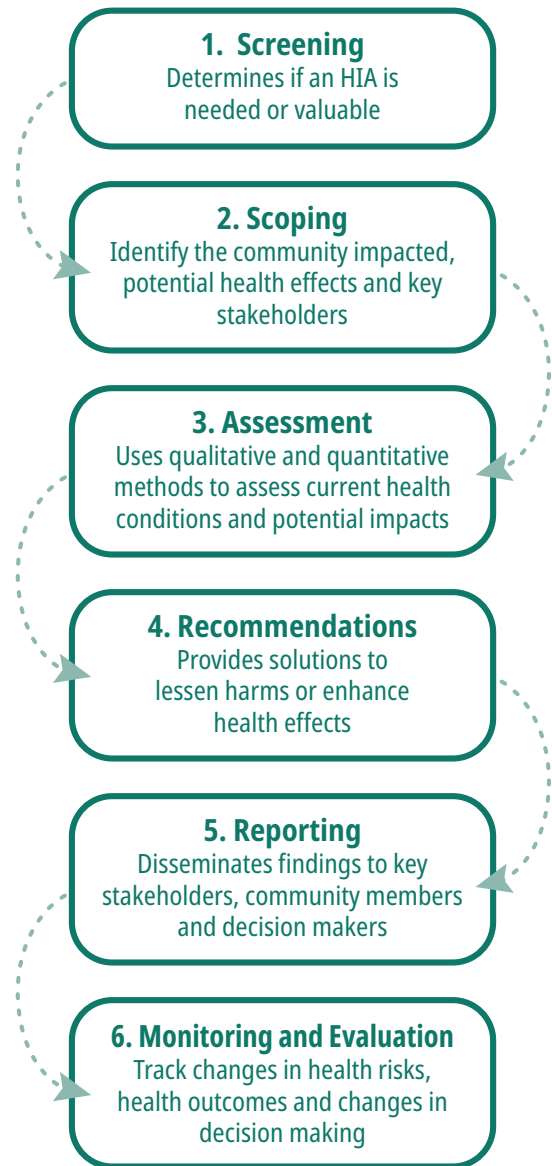 1. Screening
Determines if an HIA is
needed or valuable
2. Scoping
Identify the community impacted,
potential health effects and key
stakeholders
3. Assessment
Uses qualitative and quantitative
methods to assess current health
conditions and potential impacts
4. Recommendations
Provides solutions to
lessen harms or enhance
health effects
5. Reporting
Disseminates findings to key
stakeholders, community members
and decision makers
6. Monitoring and Evaluation
Track changes in health risks,
health outcomes and changes in
decision making